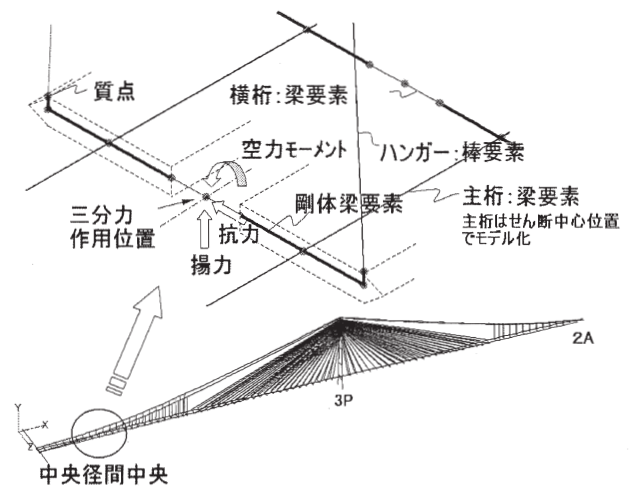 質点
横桁:梁要素
空力モーメント
ハンガー:棒要素
三分力
作用位置
抗力
揚力
剛体梁要素
主桁:梁要素
主桁はせん断中心位置
でモデル化
2A
3P
Y
X
Z
中央径間中央